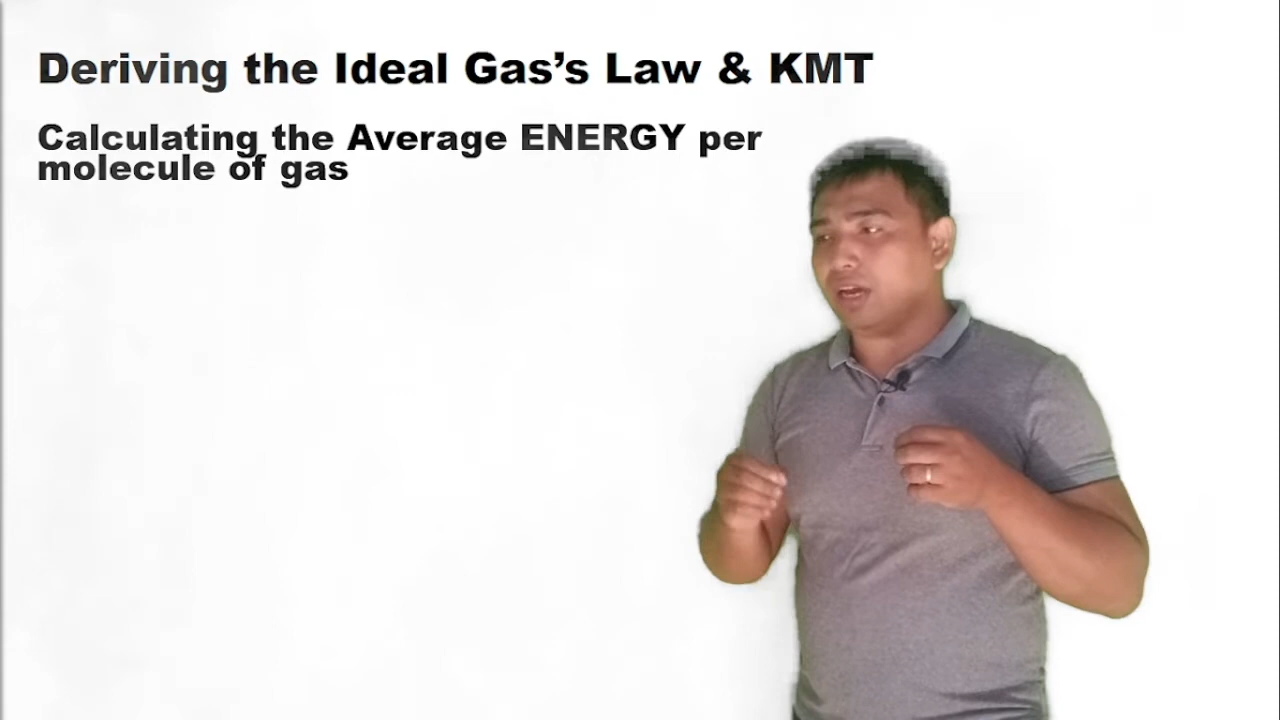 Deriving the Ideal Gas’s Law & KMT
Calculating the Average ENERGY per
molecule of gas